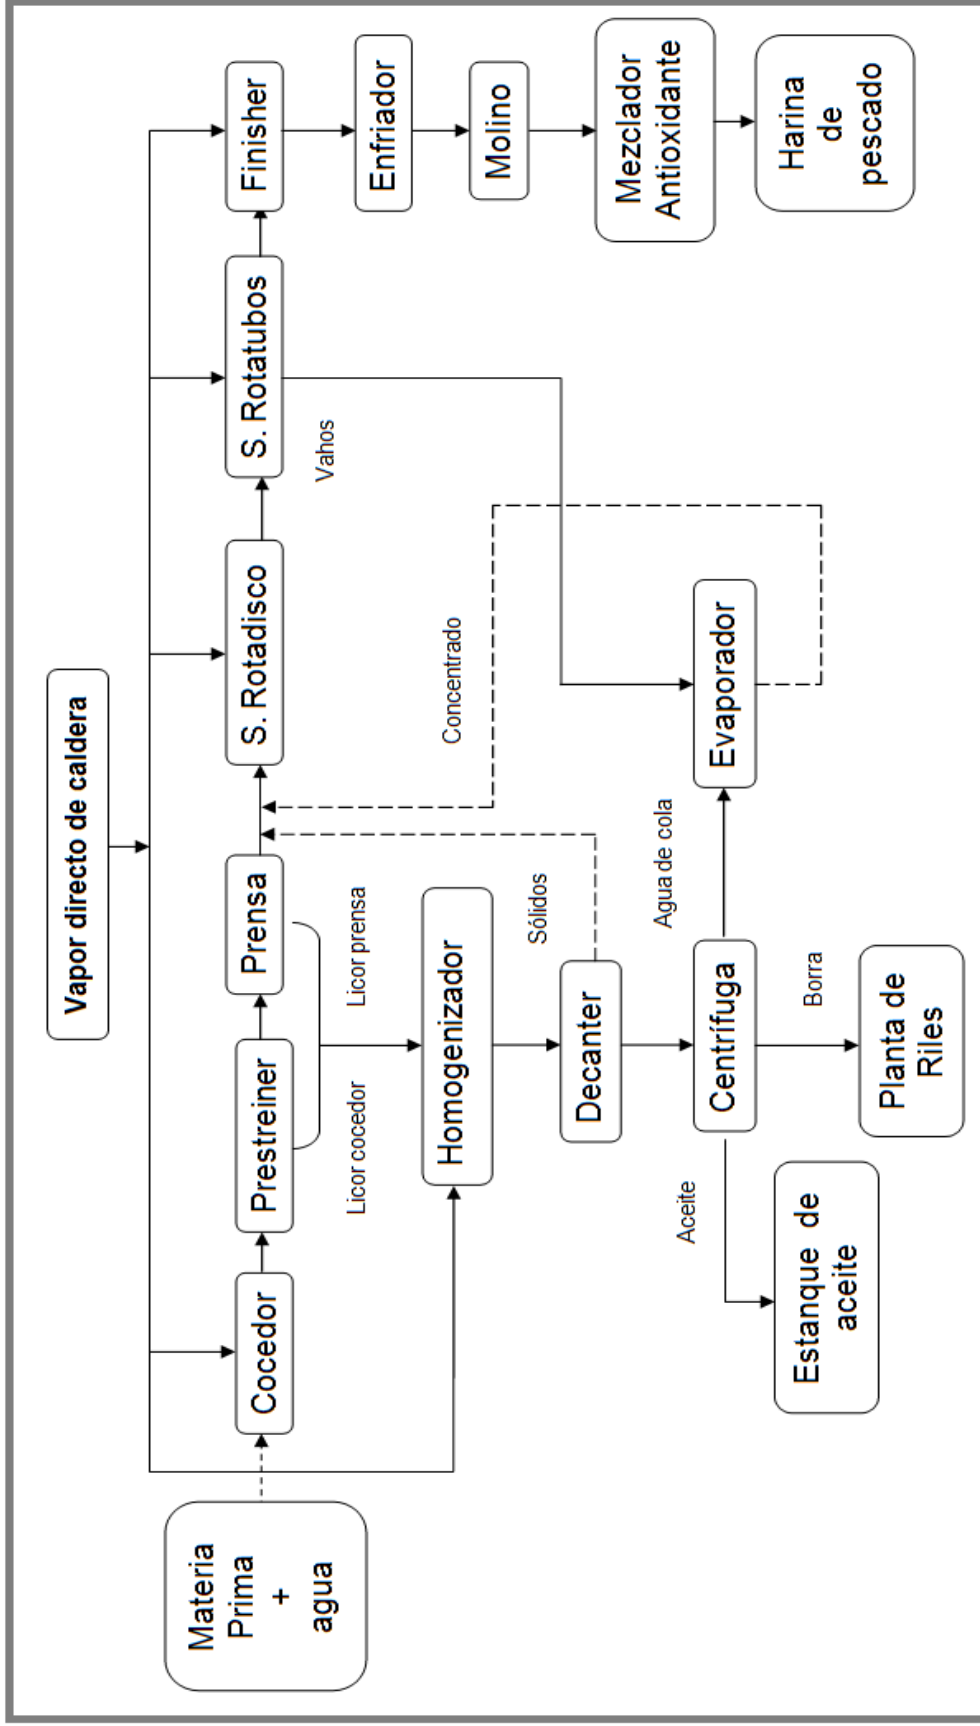 Vapor directo de caldera
Materia
Prima
+
agua
Cocedor
Prestreiner
Prensa
S. Rotadisco
S. Rotatubos
Finisher
Licor cocedor
Licor prensa
Vahos
Enfriador
Homogenizador
Concentrado
Molino
Decanter
Sólidos
Mezclador
Antioxidante
Aceite
Centrífuga
Agua de cola
Evaporador
Harina
de
pescado
Estanque de
aceite
Borra
Planta de
Riles